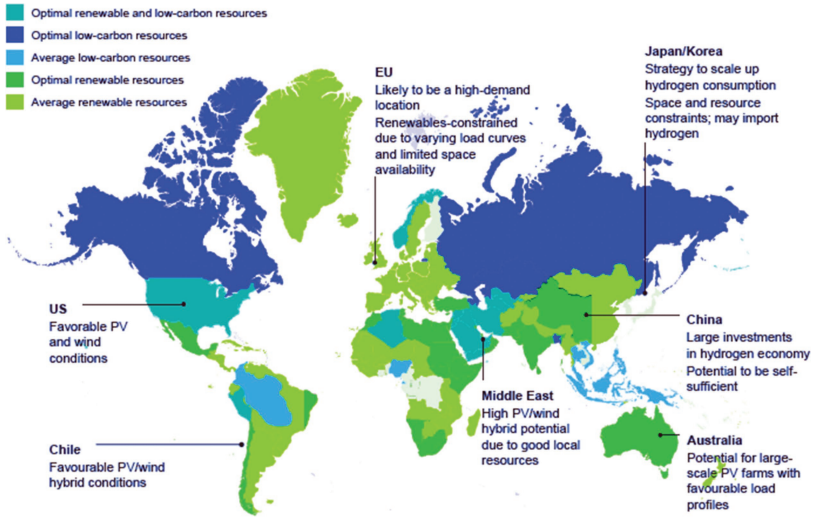 Optimal renewable and low-carbon resources
Optimal low-carbon resources
Average low-carbon resources
Optimal renewable resources
Average renewable resources
EU
Likely to be a high-demand
location
Renewables-constrained
due to varying load curves
and limited space
availability
Japan/Korea
Strategy to scale up
hydrogen consumption
Space and resource
constraints; may import
hydrogen
US
Favorable PV
and wind
conditions
China
Large investments
in hydrogen economy
Potential to be self-
sufficient
Middle East
High PV/wind
hybrid potential
due to good local
resources
Chile
Favourable PV/wind
hybrid conditions
Australia
Potential for large-
scale PV farms with
favourable load
profiles